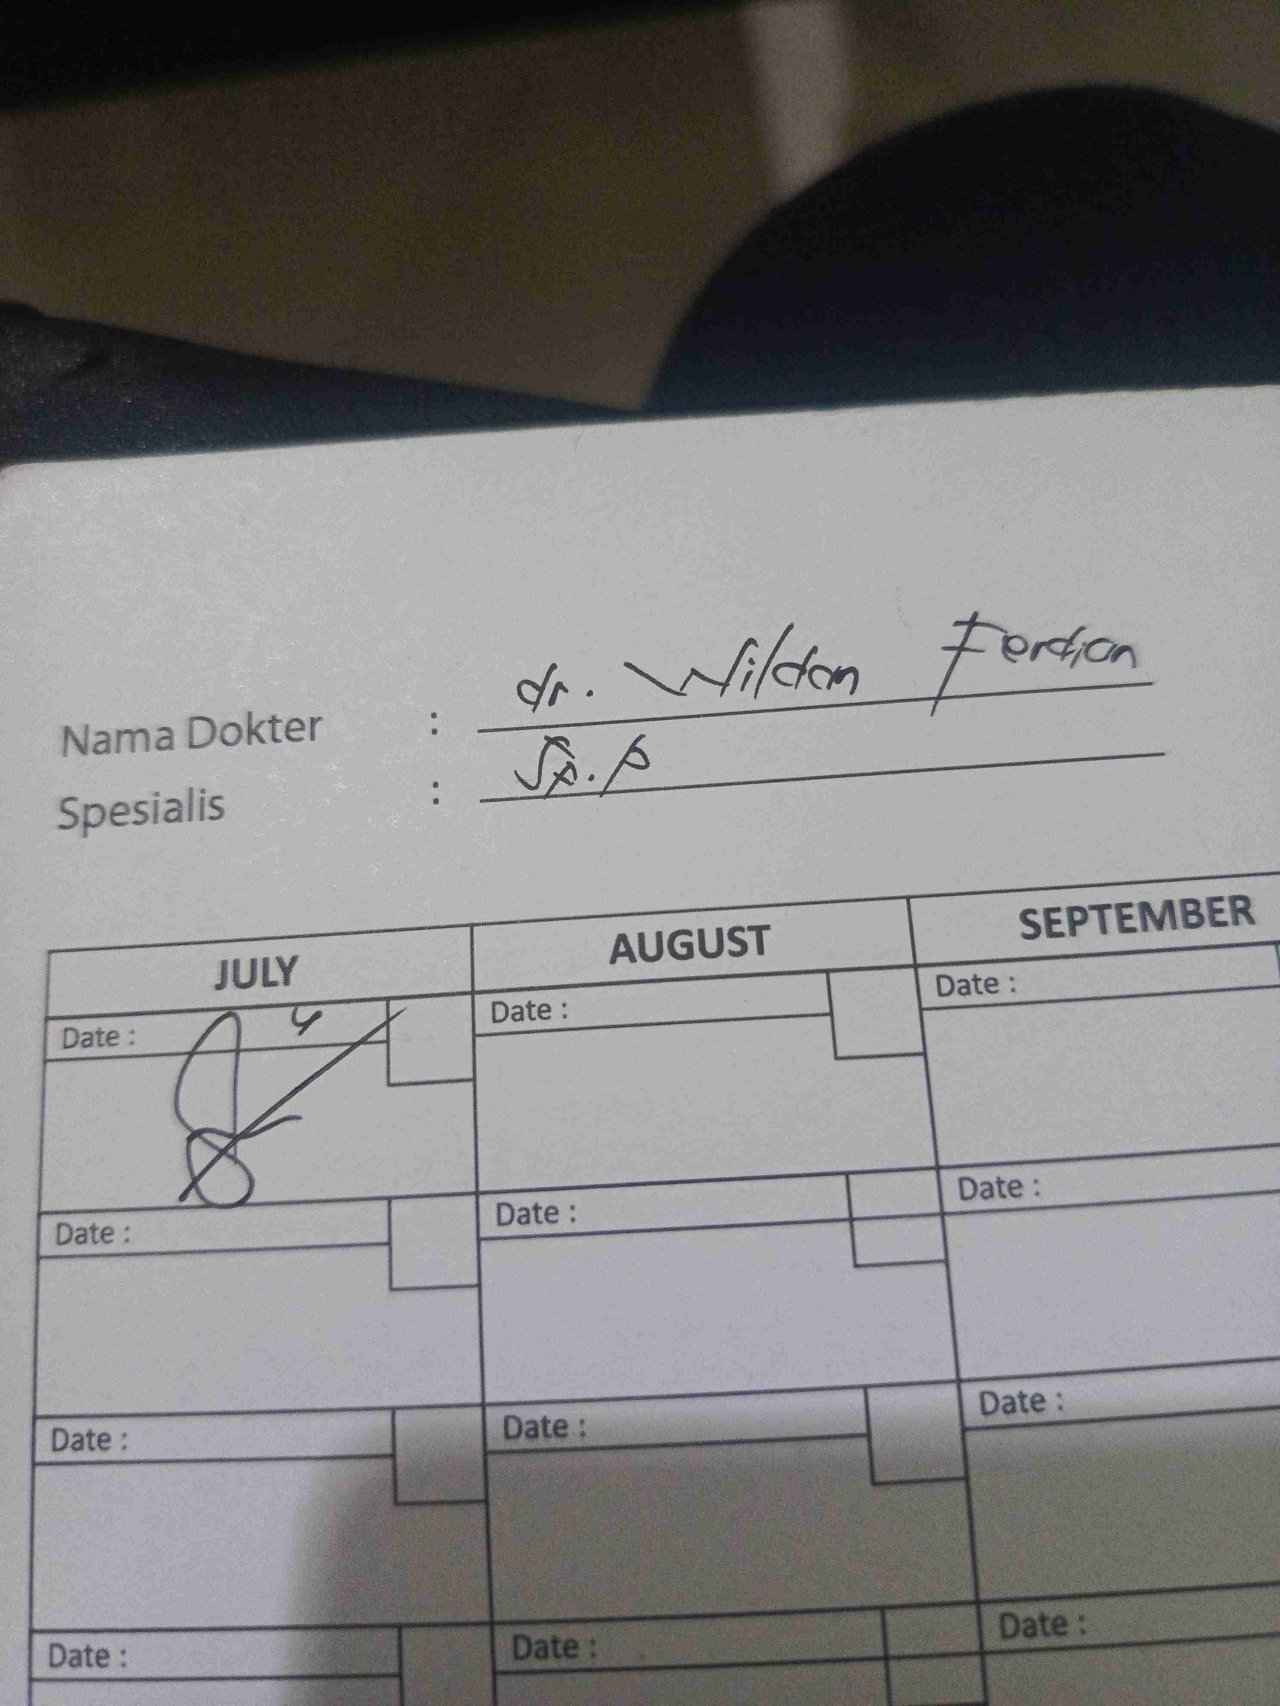 Nama Dokter : dr. Wildan Ferdian
Spesialis : Sp. P
JULY AUGUST SEPTEMBER
Date : 4 Date : Date :
Date : Date : Date :
Date : Date : Date :
Date : Date : Date :